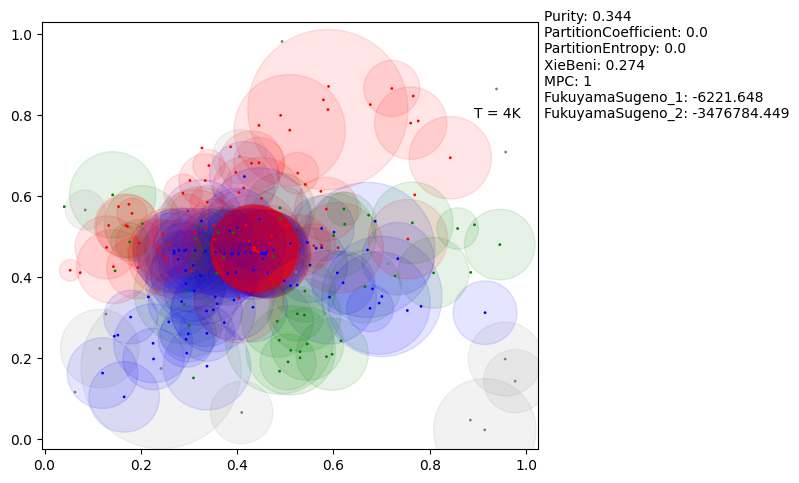 Purity: 0.344
PartitionCoefficient: 0.0
PartitionEntropy: 0.0
XieBeni: 0.274
MPC: 1
FukuyamaSugeno_1: -6221.648
FukuyamaSugeno_2: -3476784.449
T = 4K
1.0
0.8
0.6
0.4
0.2
0.0
0.0 0.2 0.4 0.6 0.8 1.0